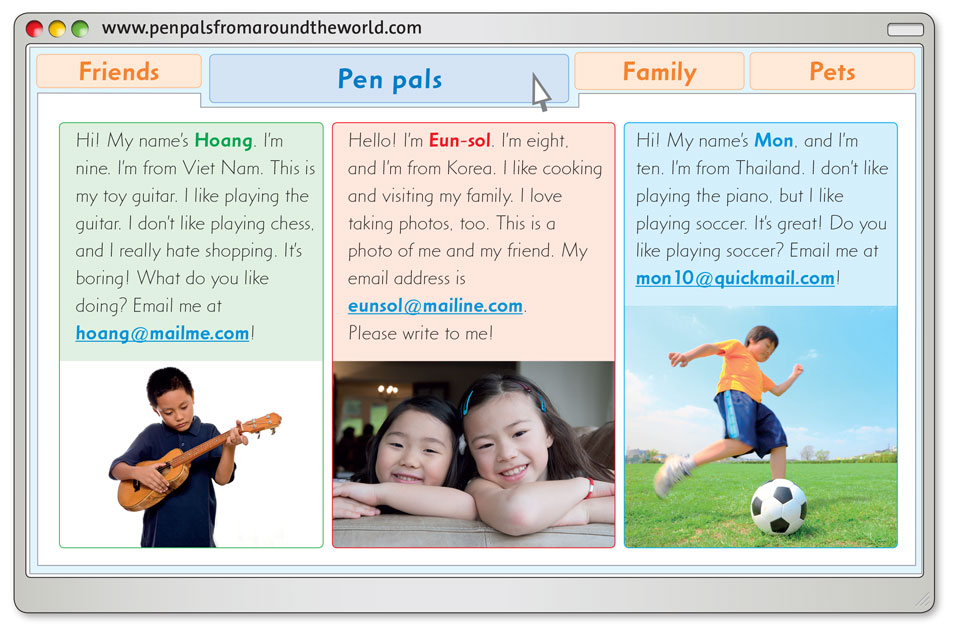 www.penpalsfromaroundtheworld.com
Friends
Pen pals
Family
Pets
Hi! My name's Hoang. I'm
nine. I'm from Viet Nam. This is
my toy guitar. I like playing the
guitar. I don't like playing chess,
and I really hate shopping. It's
boring! What do you like
doing? Email me at
hoang@mailme.com!
Hello! I'm Eun-sol. I'm eight,
and I'm from Korea. I like cooking
and visiting my family. I love
taking photos, too. This is a
photo of me and my friend. My
email address is
eunsol@mailine.com.
Please write to me!
Hi! My name's Mon, and I'm
ten. I'm from Thailand. I don't like
playing the piano, but I like
playing soccer. It's great! Do you
like playing soccer? Email me at
mon10@quickmail.com!